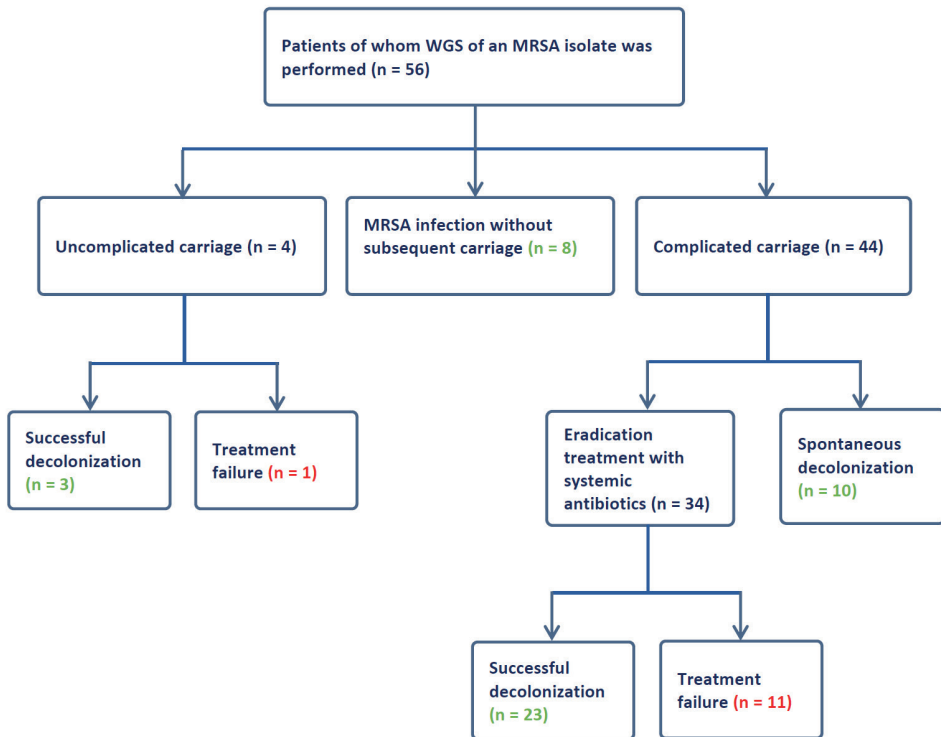 Patients of whom WGS of an MRSA isolate was
performed (n = 56)
Uncomplicated carriage (n = 4)
MRSA infection without
subsequent carriage (n = 8)
Complicated carriage (n = 44)
Successful
decolonization
(n = 3)
Treatment
failure (n = 1)
Eradication
treatment with
systemic
antibiotics (n = 34)
Spontaneous
decolonization
(n = 10)
Successful
decolonization
(n = 23)
Treatment
failure (n = 11)